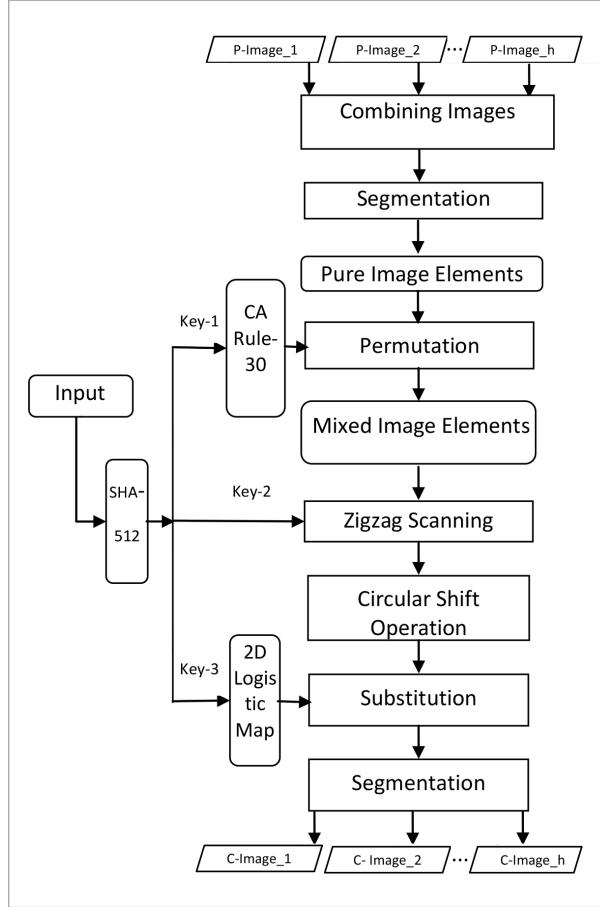 P-Image_1 P-Image_2 ... P-Image_h
Combining Images
Segmentation
Pure Image Elements
Key-1
CA
Rule-
30
Permutation
Input
Mixed Image Elements
SHA-
512
Key-2
Zigzag Scanning
Circular Shift
Operation
Key-3
2D
Logis
tic
Map
Substitution
Segmentation
C-Image_1 C- Image_2 ... C-Image_h